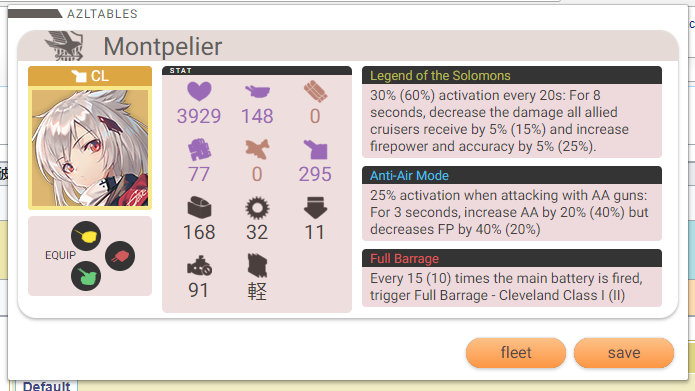 AZLTABLES
Montpelier
CL
EQUIP
STAT
3929 148 0
77 0 295
168 32 11
91 軽
Legend of the Solomons
30% (60%) activation every 20s: For 8
seconds, decrease the damage all allied
cruisers receive by 5% (15%) and increase
firepower and accuracy by 5% (25%).
Anti-Air Mode
25% activation when attacking with AA guns:
For 3 seconds, increase AA by 20% (40%) but
decreases FP by 40% (20%)
Full Barrage
Every 15 (10) times the main battery is fired,
trigger Full Barrage - Cleveland Class I (II)
fleet save
Default